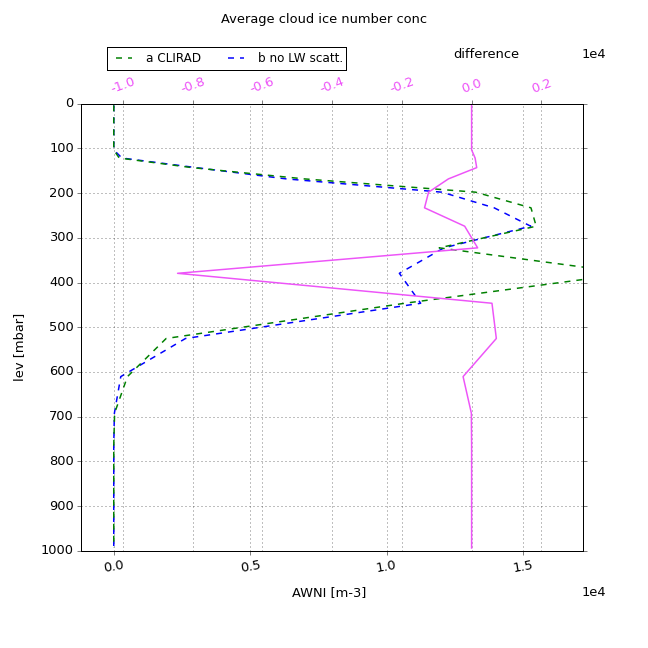 Average cloud ice number conc
a CLIRAD b no LW scatt. difference 1e4
-1.0 -0.8 -0.6 -0.4 -0.2 0.0 0.2
0
100
200
300
400
500
600
700
800
900
1000
lev [mbar]
0.0 0.5 1.0 1.5
AWNI [m-3] 1e4